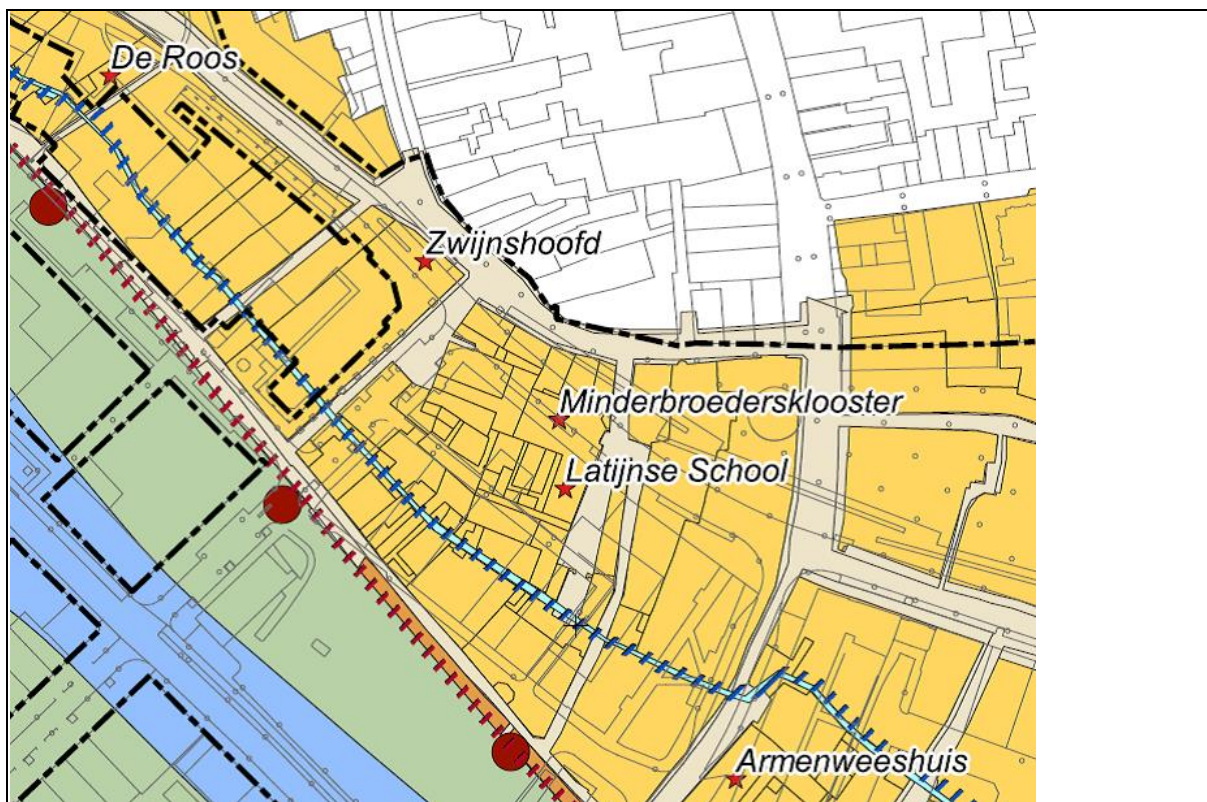 De Roos
Zwijnshoofd
Minderbroedersklooster
Latijnse School
Armenweeshuis